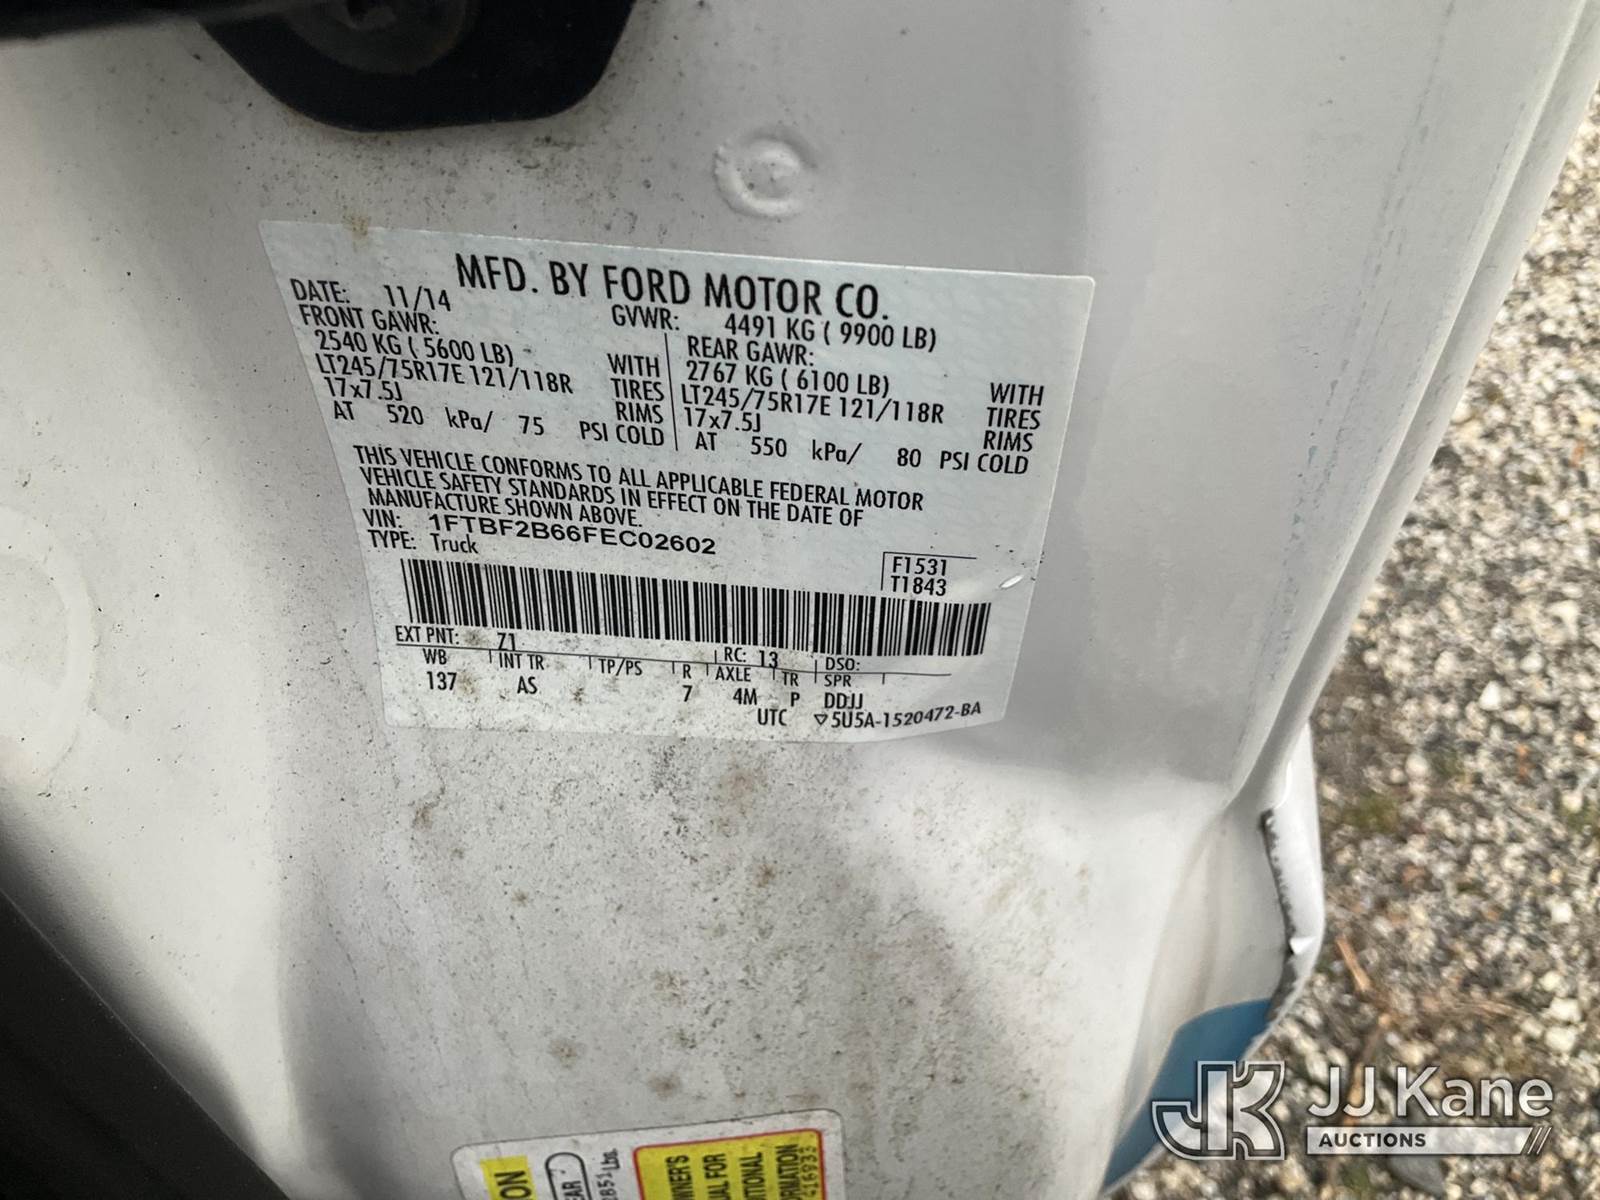 MFD. BY FORD MOTOR CO.
DATE: 11/14 GVWR: 4491 KG ( 9900 LB)
FRONT GAWR: REAR GAWR:
2540 KG ( 5600 LB) WITH 2767 KG ( 6100 LB) WITH
LT245/75R17E 121/118R TIRES LT245/75R17E 121/118R TIRES
17x7.5J RIMS 17x7.5J RIMS
AT 520 kPa/ 75 PSI COLD AT 550 kPa/ 80 PSI COLD
THIS VEHICLE CONFORMS TO ALL APPLICABLE FEDERAL MOTOR
VEHICLE SAFETY STANDARDS IN EFFECT ON THE DATE OF
MANUFACTURE SHOWN ABOVE.
VIN: 1FTBF2B66FEC02602
TYPE: Truck
F1531
T1843
EXT PNT: Z1 RC: 13 DSO:
WB INT TR TP/PS R AXLE TR SPR
137 AS 7 4M P DDJJ
UTC ▽5U5A-1520472-BA
JK JJ Kane
AUCTIONS